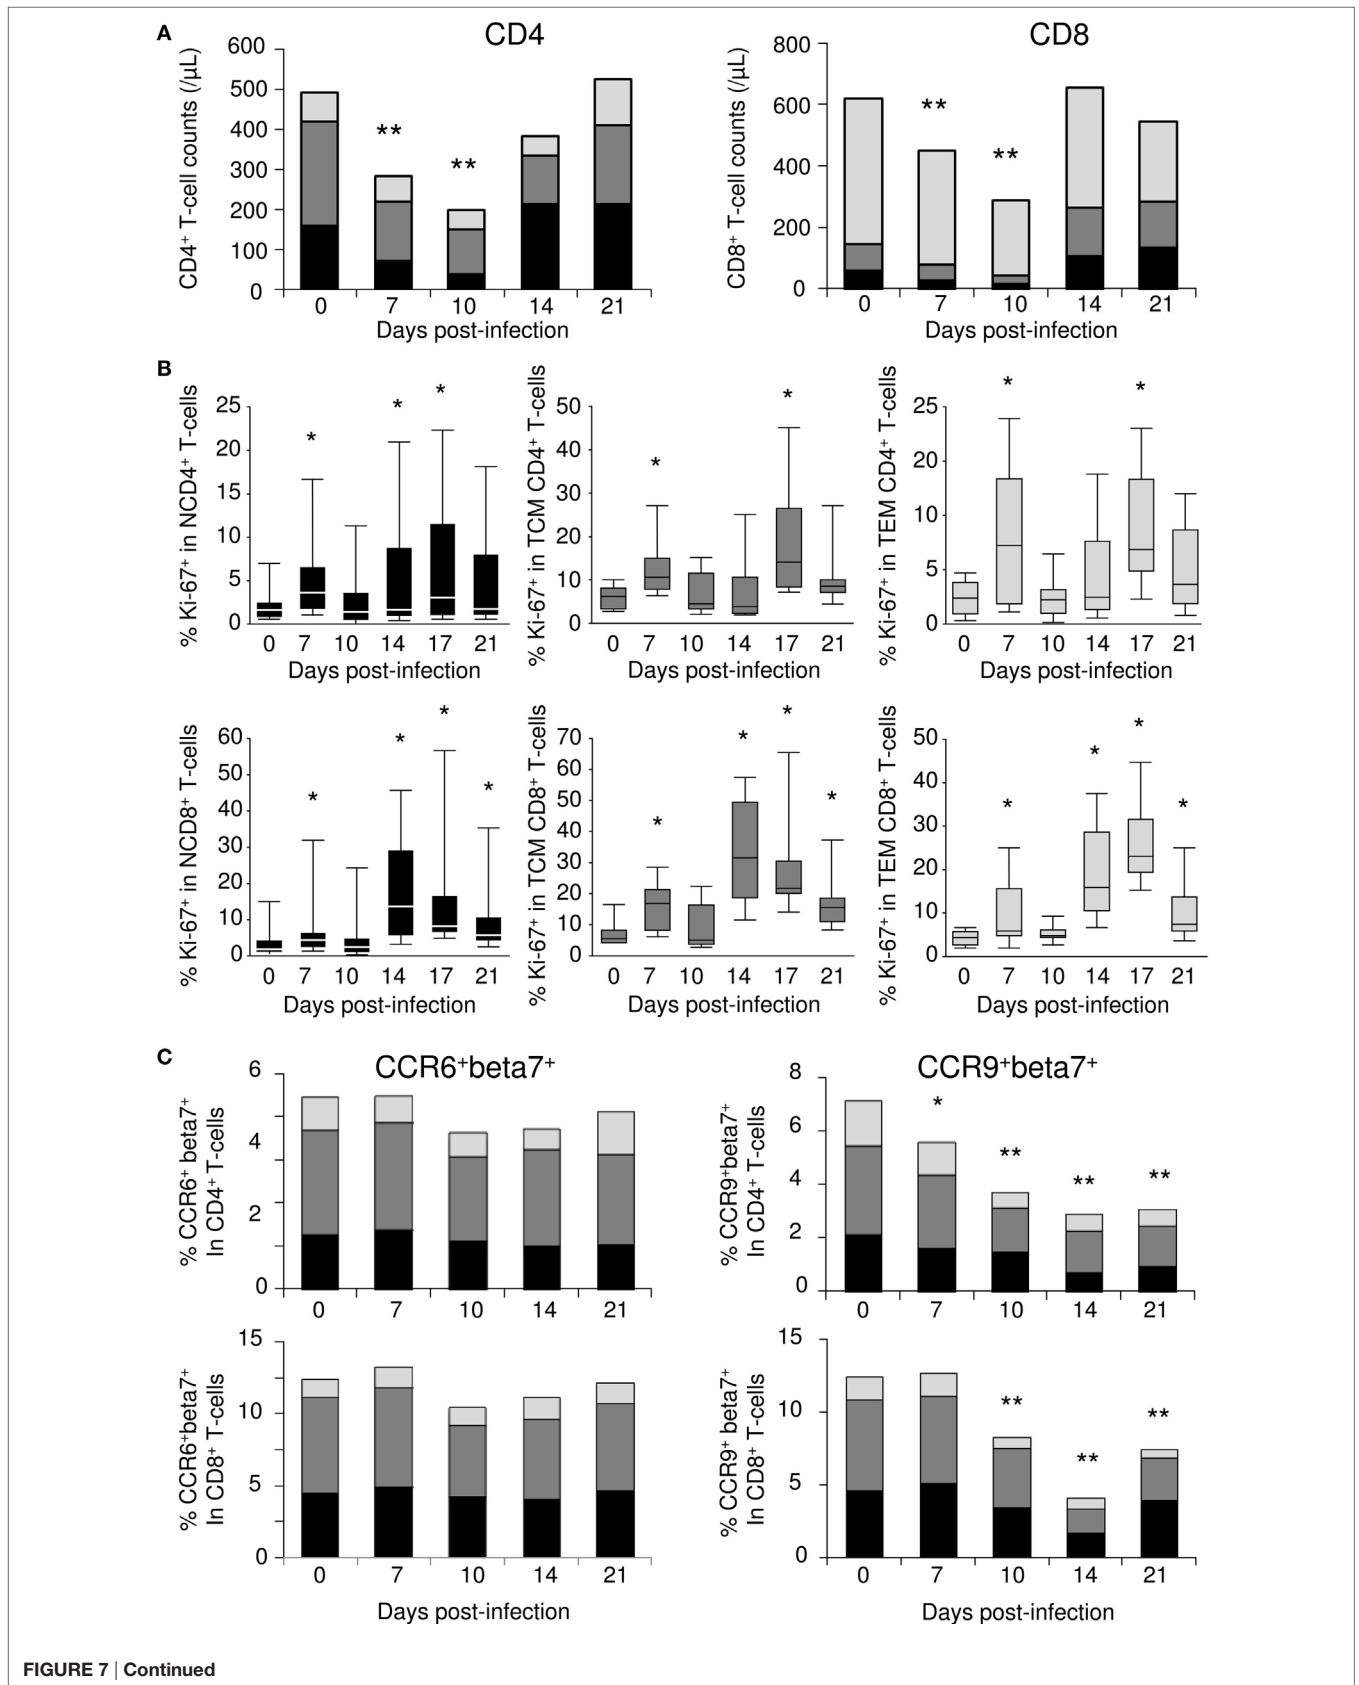 A
CD4
CD8
CD4⁺ T-cell counts (/µL)
600
500
400
300
200
100
0
**
**
0 7 10 14 21
Days post-infection
CD8⁺ T-cell counts (/µL)
800
600
400
200
0
**
**
0 7 10 14 21
Days post-infection
B
% Ki-67⁺ in NCD4⁺ T-cells
25
20
15
10
5
0
* * *
0 7 10 14 17 21
Days post-infection
% Ki-67⁺ in TCM CD4⁺ T-cells
50
40
30
20
10
0
* *
0 7 10 14 17 21
Days post-infection
% Ki-67⁺ in TEM CD4⁺ T-cells
25
20
10
5
0
* *
0 7 10 14 17 21
Days post-infection
% Ki-67⁺ in NCD8⁺ T-cells
60
50
40
30
20
10
0
* * * *
0 7 10 14 17 21
Days post-infection
% Ki-67⁺ in TCM CD8⁺ T-cells
70
60
50
40
30
20
10
0
* * * *
0 7 10 14 17 21
Days post-infection
% Ki-67⁺ in TEM CD8⁺ T-cells
50
40
30
20
10
0
* * * *
0 7 10 14 17 21
Days post-infection
C
CCR6⁺beta7⁺
CCR9⁺beta7⁺
% CCR6⁺ beta7⁺
In CD4⁺ T-cells
6
4
2
0
0 7 10 14 21
% CCR9⁺beta7⁺
In CD4⁺ T-cells
8
6
4
2
0
* ** ** **
0 7 10 14 21
% CCR6⁺beta7⁺
In CD8⁺ T-cells
15
10
5
0
0 7 10 14 21
Days post-infection
% CCR9⁺ beta7⁺
In CD8⁺ T-cells
15
10
5
0
** ** **
0 7 10 14 21
Days post-infection
FIGURE 7 | Continued